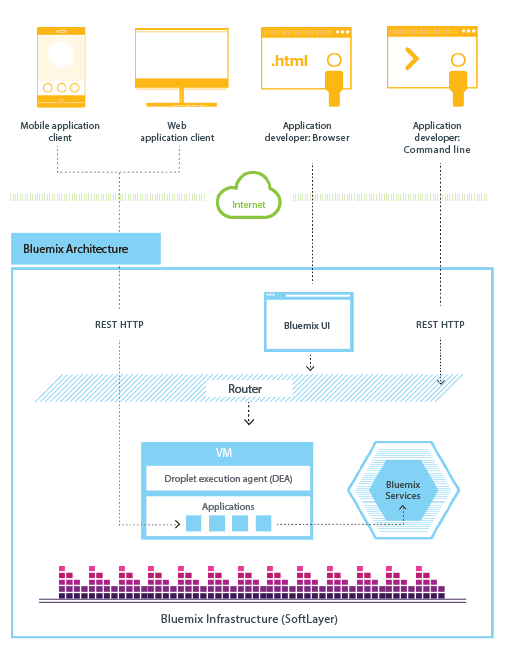 .html
Mobile application
client
Web
application client
Application
developer: Browser
Application
developer:
Command line
Internet
Bluemix Architecture
REST HTTP
Bluemix UI
REST HTTP
Router
VM
Droplet execution agent (DEA)
Applications
Bluemix
Services
Bluemix Infrastructure (SoftLayer)